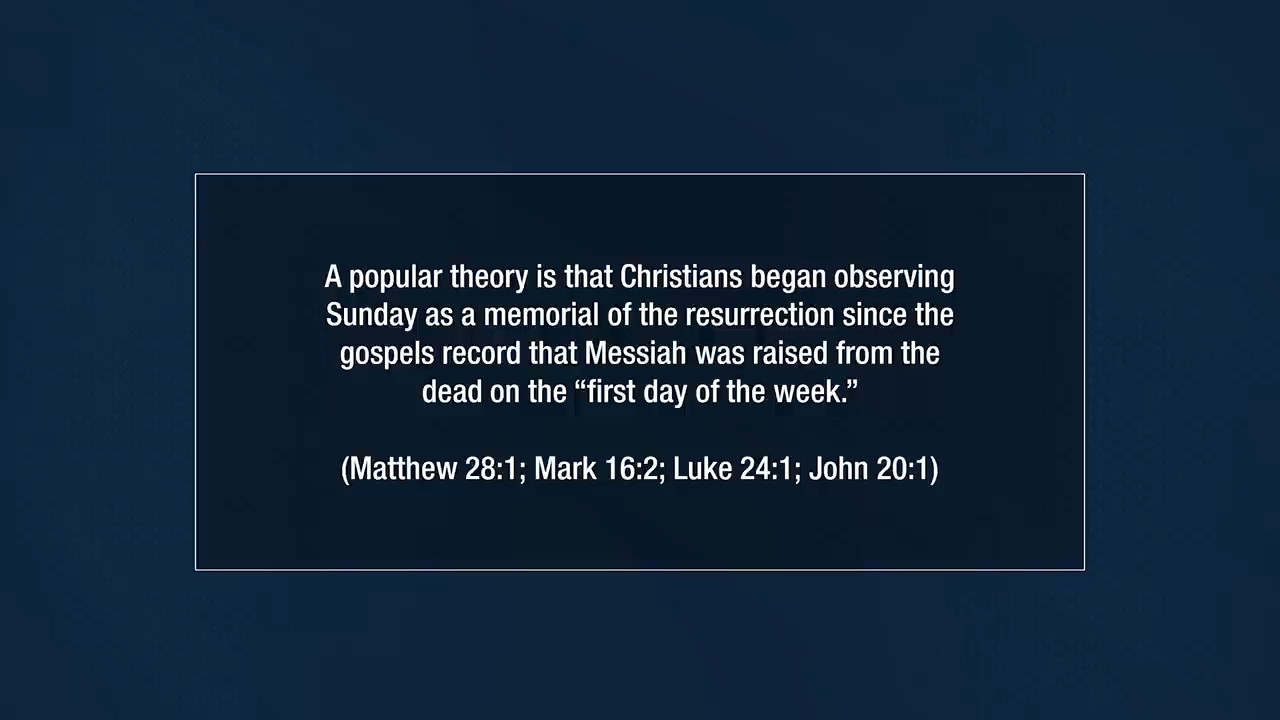 A popular theory is that Christians began observing
Sunday as a memorial of the resurrection since the
gospels record that Messiah was raised from the
dead on the “first day of the week.”
(Matthew 28:1; Mark 16:2; Luke 24:1; John 20:1)